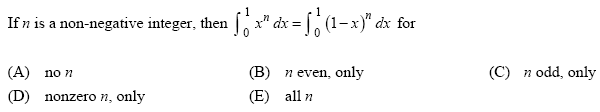 If n is a non-negative integer, then ∫₀¹ xⁿ dx = ∫₀¹ (1−x)ⁿ dx for
(A) no n (B) n even, only (C) n odd, only
(D) nonzero n, only (E) all n